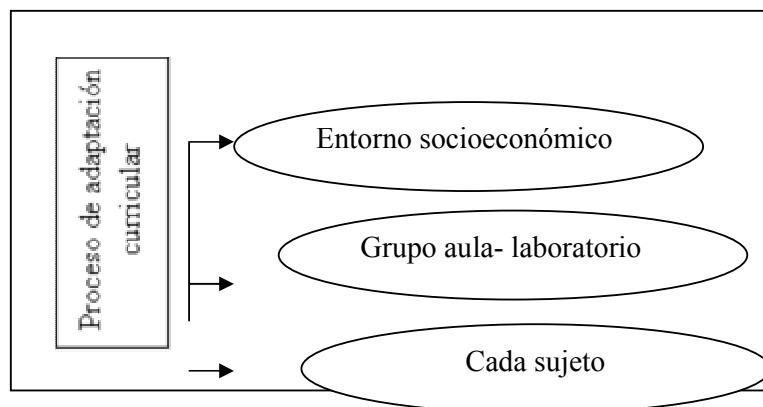 Proceso de adaptación
curricular
Entorno socioeconómico
Grupo aula- laboratorio
Cada sujeto